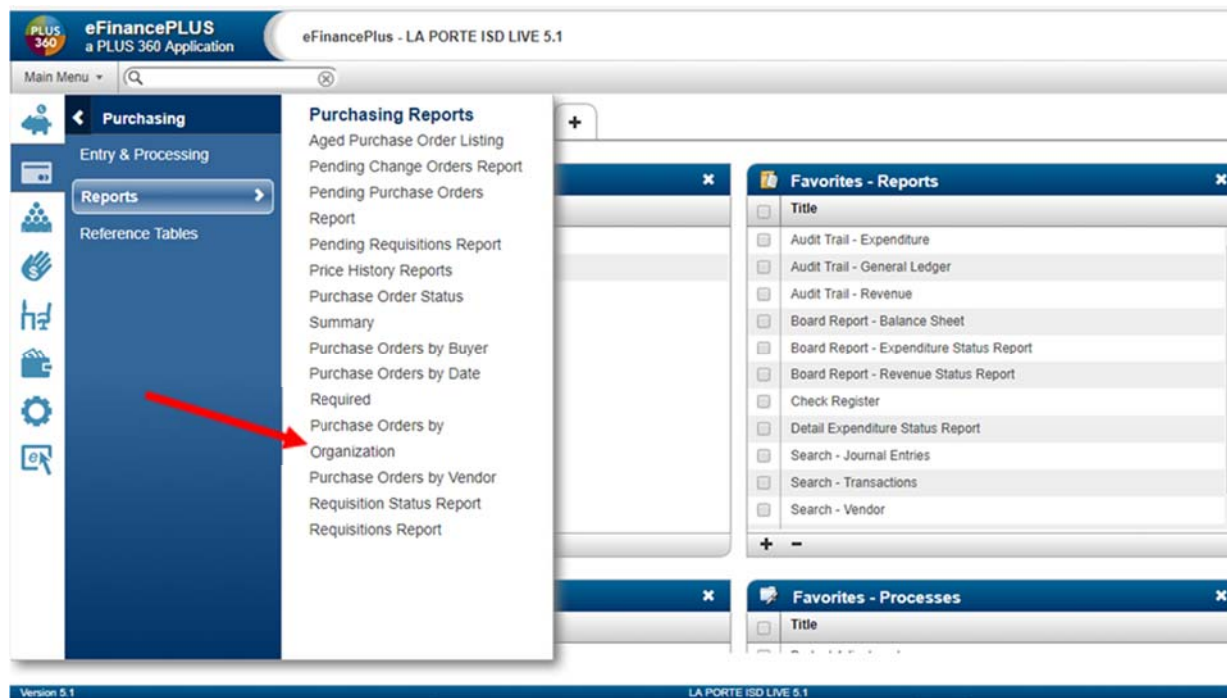 PLUS
360
eFinancePLUS
a PLUS 360 Application
eFinancePlus - LA PORTE ISD LIVE 5.1
Main Menu
Purchasing
Entry & Processing
Reports
Reference Tables
Purchasing Reports
Aged Purchase Order Listing
Pending Change Orders Report
Pending Purchase Orders
Report
Pending Requisitions Report
Price History Reports
Purchase Order Status
Summary
Purchase Orders by Buyer
Purchase Orders by Date
Required
Purchase Orders by
Organization
Purchase Orders by Vendor
Requisition Status Report
Requisitions Report
+
Favorites - Reports
Title
Audit Trail - Expenditure
Audit Trail - General Ledger
Audit Trail - Revenue
Board Report - Balance Sheet
Board Report - Expenditure Status Report
Board Report - Revenue Status Report
Check Register
Detail Expenditure Status Report
Search - Journal Entries
Search - Transactions
Search - Vendor
+ -
Favorites - Processes
Title
Version 5.1
LA PORTE ISD LIVE 5.1